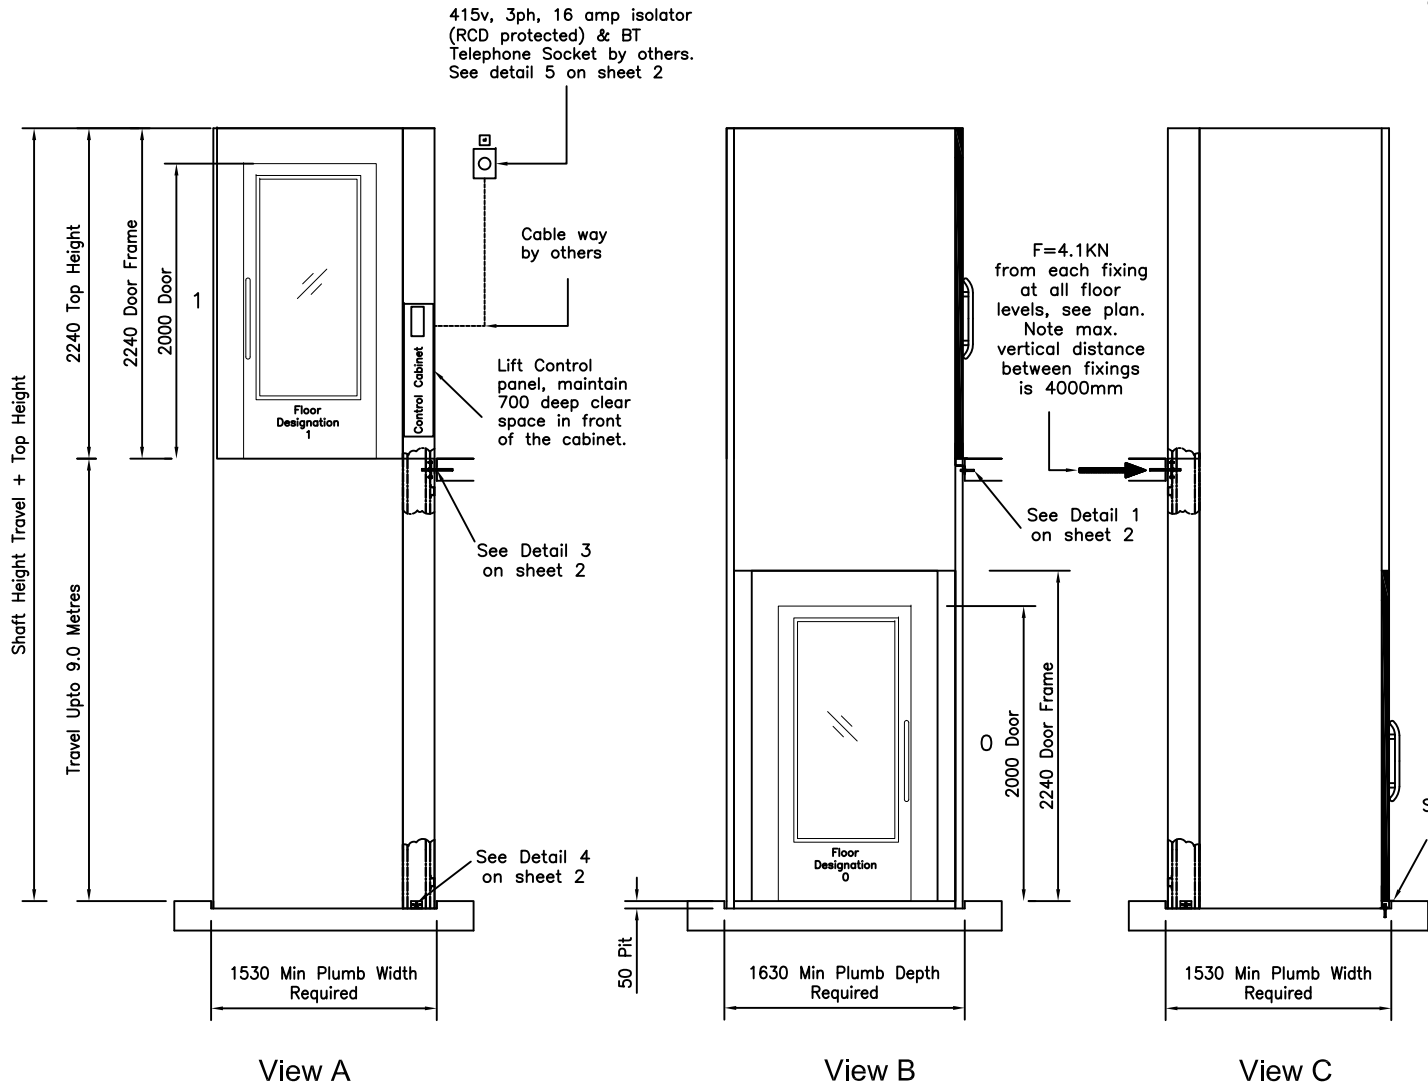 415v, 3ph, 16 amp isolator
(RCD protected) & BT
Telephone Socket by others.
See detail 5 on sheet 2
Shaft Height Travel + Top Height
2240 Top Height
2240 Door Frame
2000 Door
1
Floor
Designation
1
Control Cabinet
Cable way
by others
Lift Control
panel, maintain
700 deep clear
space in front
of the cabinet.
Travel Upto 9.0 Metres
See Detail 3
on sheet 2
See Detail 4
on sheet 2
1530 Min Plumb Width
Required
View A
F=4.1KN
from each fixing
at all floor
levels, see plan.
Note max.
vertical distance
between fixings
is 4000mm
See Detail 1
on sheet 2
Floor
Designation
0
0
2000 Door
2240 Door Frame
50 Pit
1630 Min Plumb Depth
Required
View B
S
1530 Min Plumb Width
Required
View C